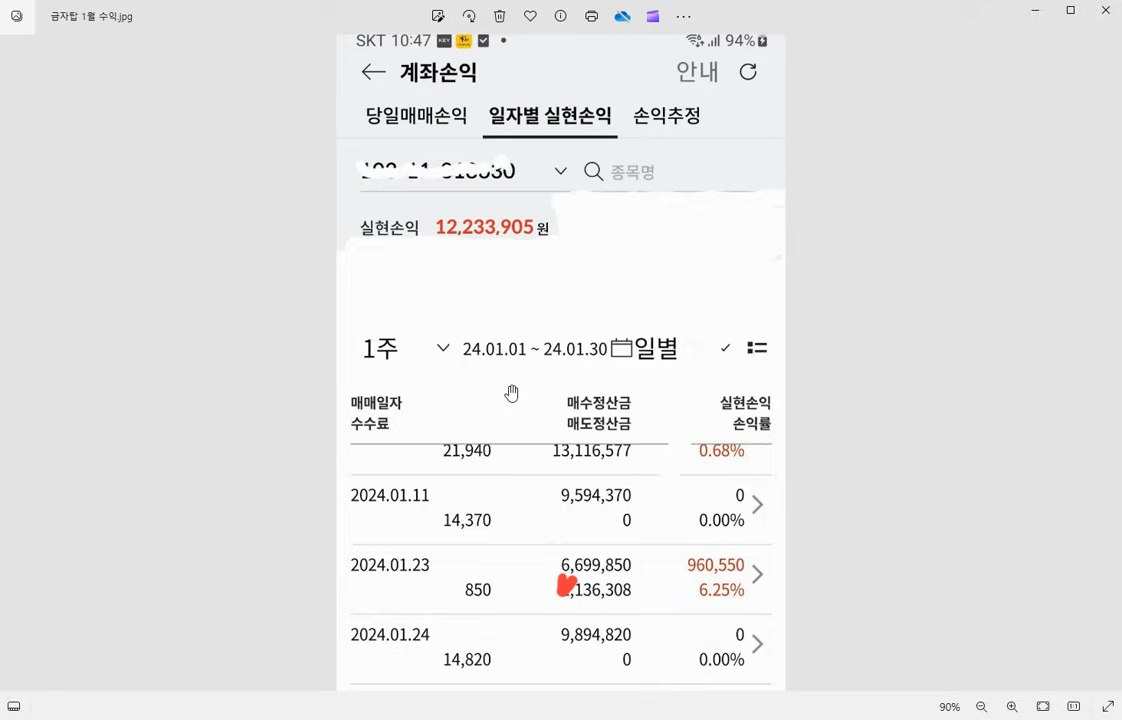 금자탑 1월 수익.jpg
SKT 10:47 94%
계좌손익 안내
당일매매손익 일자별 실현손익 손익추정
종목명
실현손익 12,233,905 원
1주 24.01.01 ~ 24.01.30 일별
매매일자 매수정산금 실현손익
수수료 매도정산금 손익률
21,940 13,116,577 0.68%
2024.01.11 9,594,370 0
14,370 0 0.00%
2024.01.23 6,699,850 960,550
850 ,136,308 6.25%
2024.01.24 9,894,820 0
14,820 0 0.00%
90%